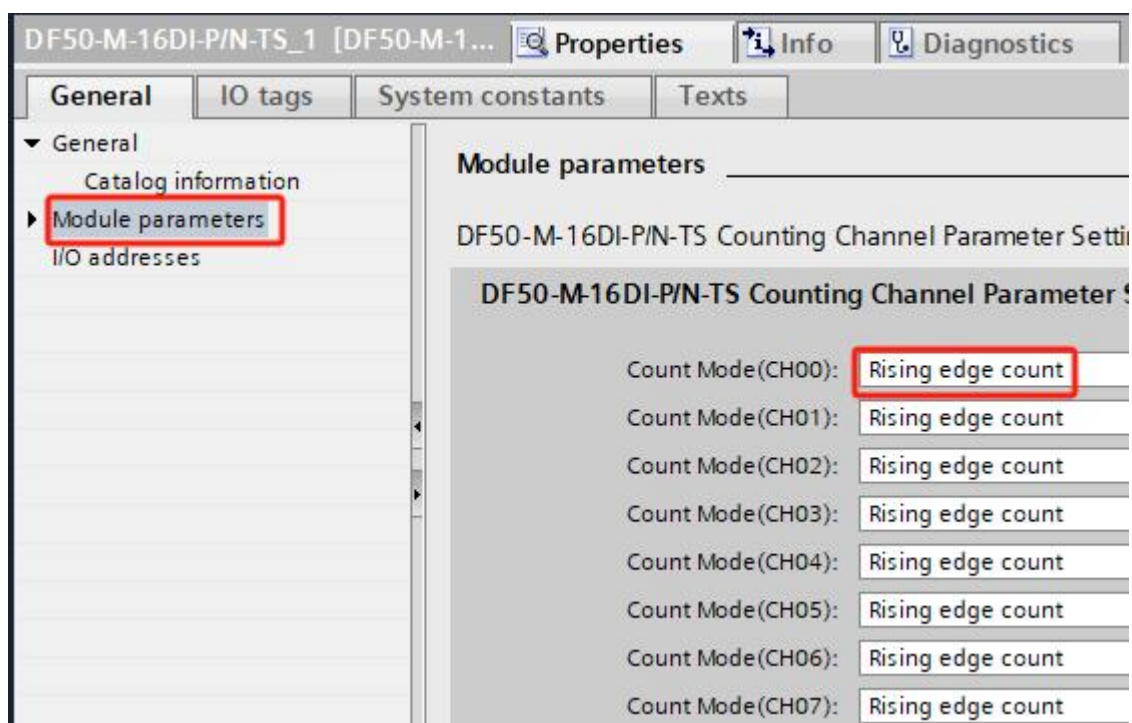 DF50-M-16DI-P/N-TS_1 [DF50-M-1... Properties Info Diagnostics
General IO tags System constants Texts
General
Catalog information
Module parameters
I/O addresses
Module parameters
DF50-M-16DI-P/N-TS Counting Channel Parameter Settin
DF50-M-16DI-P/N-TS Counting Channel Parameter S
Count Mode(CH00): Rising edge count
Count Mode(CH01): Rising edge count
Count Mode(CH02): Rising edge count
Count Mode(CH03): Rising edge count
Count Mode(CH04): Rising edge count
Count Mode(CH05): Rising edge count
Count Mode(CH06): Rising edge count
Count Mode(CH07): Rising edge count